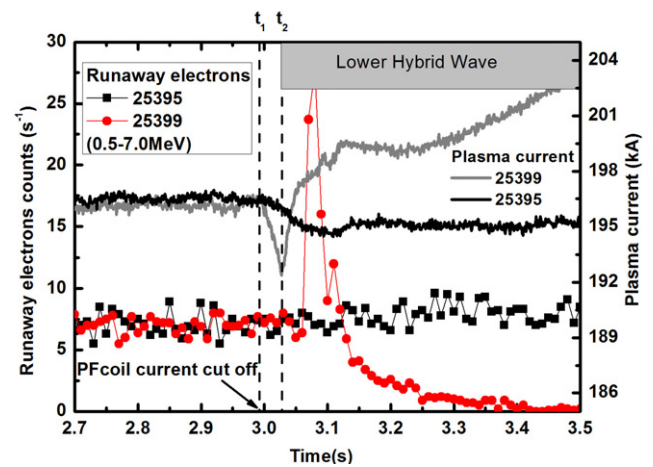 t1 t2
Lower Hybrid Wave
Runaway electrons
25395
25399
(0.5-7.0MeV)
Plasma current
25399
25395
PFcoil current cut off
Runaway electrons counts (s-1)
30
25
20
15
10
5
0
204
201
198
195
192
189
186
Plasma current (kA)
2.7 2.8 2.9 3.0 3.1 3.2 3.3 3.4 3.5
Time(s)